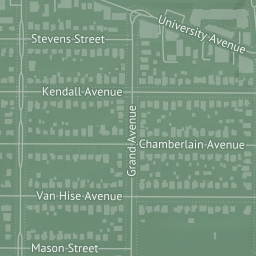 University Avenue
Stevens Street
Kendall Avenue
Grand Avenue
Chamberlain Avenue
Van Hise Avenue
Mason Street